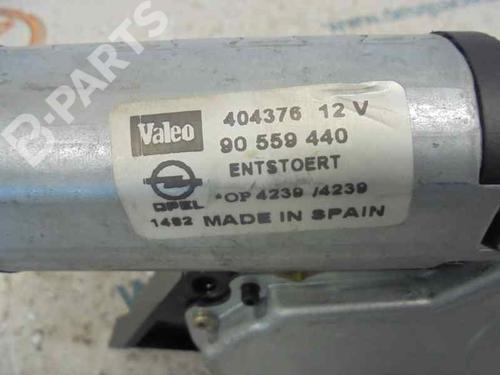 B-PARTS
Valeo
404376 12 V
90 559 440
ENTSTOERT
OPEL
*OP 4239 /4239
1492 MADE IN SPAIN